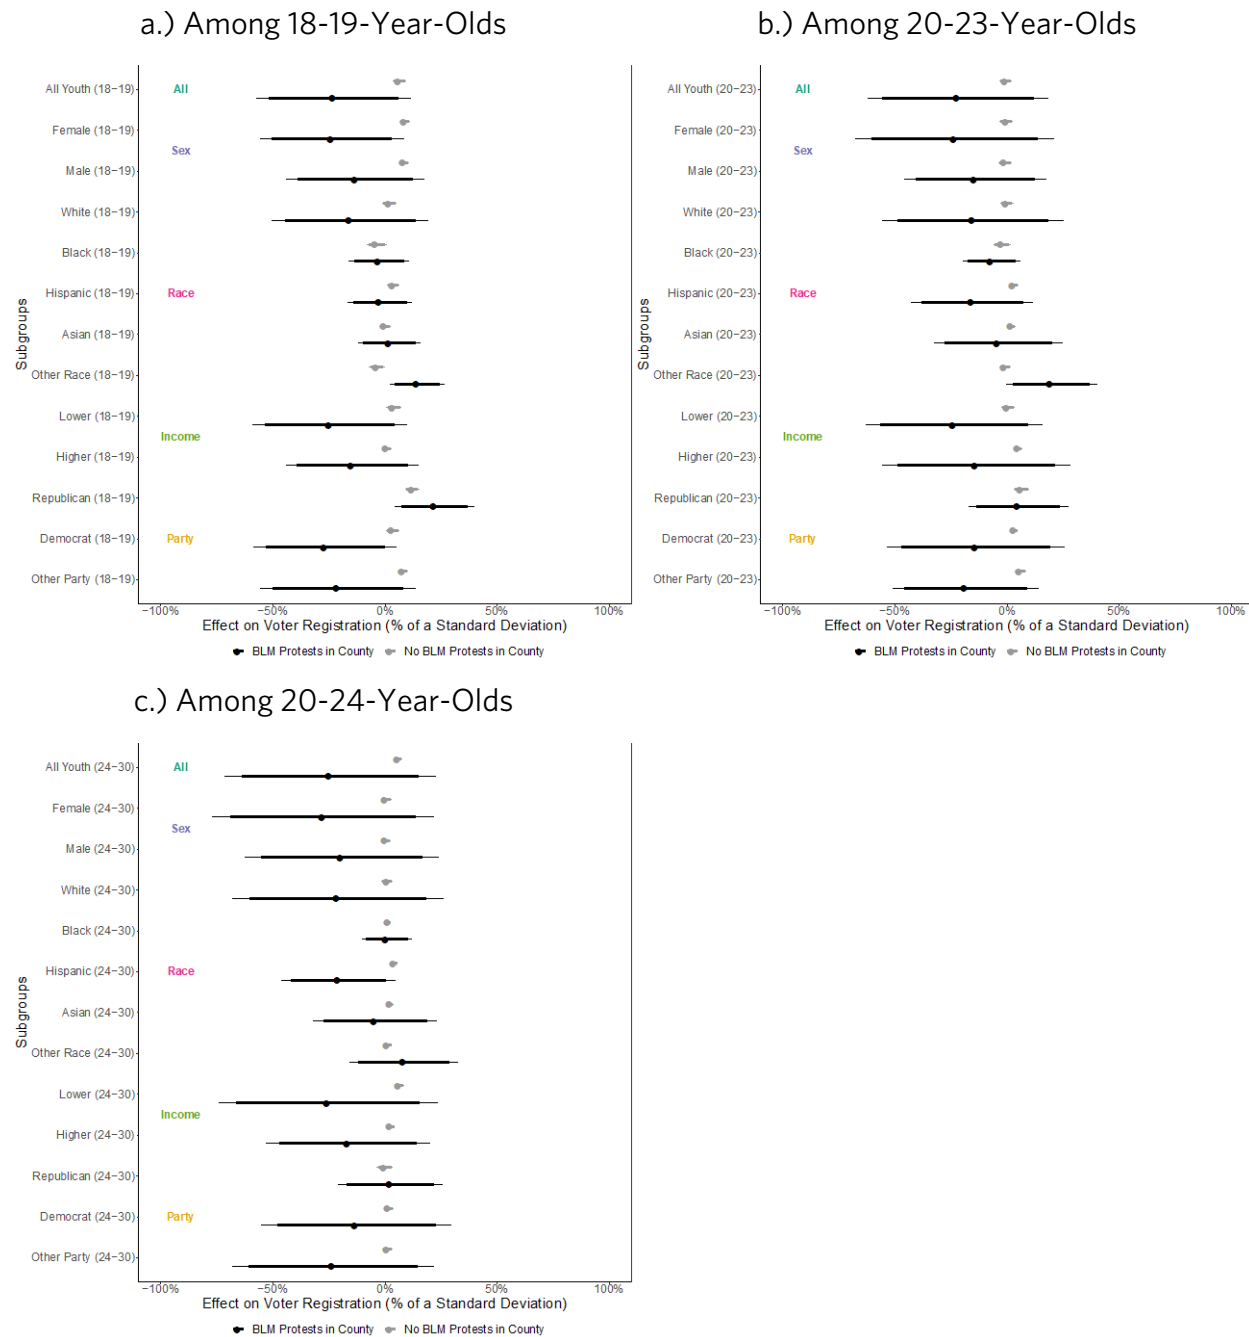 a.) Among 18-19-Year-Olds
Subgroups
All Youth (18−19)
All
Female (18−19)
Sex
Male (18−19)
White (18−19)
Black (18−19)
Hispanic (18−19)
Race
Asian (18−19)
Other Race (18−19)
Lower (18−19)
Income
Higher (18−19)
Republican (18−19)
Democrat (18−19)
Party
Other Party (18−19)
−100% −50% 0% 50% 100%
Effect on Voter Registration (% of a Standard Deviation)
BLM Protests in County No BLM Protests in County
b.) Among 20-23-Year-Olds
Subgroups
All Youth (20−23)
All
Female (20−23)
Sex
Male (20−23)
White (20−23)
Black (20−23)
Hispanic (20−23)
Race
Asian (20−23)
Other Race (20−23)
Lower (20−23)
Income
Higher (20−23)
Republican (20−23)
Democrat (20−23)
Party
Other Party (20−23)
−100% −50% 0% 50% 100%
Effect on Voter Registration (% of a Standard Deviation)
BLM Protests in County No BLM Protests in County
c.) Among 20-24-Year-Olds
Subgroups
All Youth (24−30)
All
Female (24−30)
Sex
Male (24−30)
White (24−30)
Black (24−30)
Hispanic (24−30)
Race
Asian (24−30)
Other Race (24−30)
Lower (24−30)
Income
Higher (24−30)
Republican (24−30)
Democrat (24−30)
Party
Other Party (24−30)
−100% −50% 0% 50% 100%
Effect on Voter Registration (% of a Standard Deviation)
BLM Protests in County No BLM Protests in County